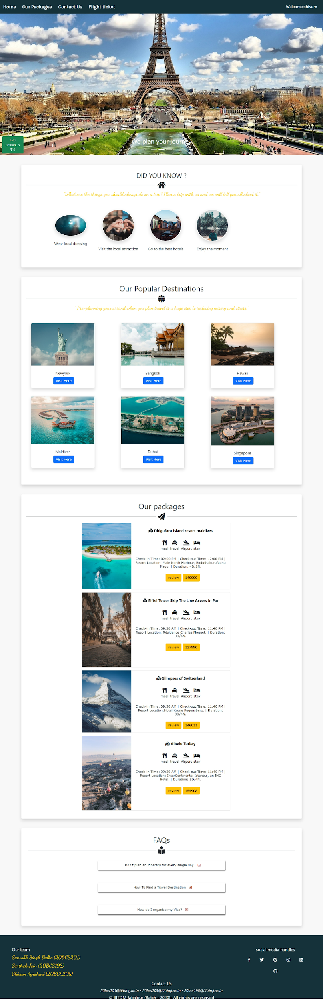 Home Our Packages Contact Us Flight ticket Welcome shivam
We plan your journey
total
amount is
₹ 0
DID YOU KNOW ?
"What are the things you should always do on a trip? Plan a trip with us and we will tell you all about it."
Wear local dressing
Visit the local attraction
Go to the best hotels
Enjoy the moment
Our Popular Destinations
" Pre-planning your arrival when you plan travel is a huge step to reducing misery and stress."
Newyork
Visit Here
Bangkok
Visit Here
Hawaii
Visit Here
Maldives
Visit Here
Dubai
Visit Here
Singapore
Visit Here
Our packages
Dhigufaru island resort maldives
meal travel Airport stay
Check-in Time: 02:00 PM | Check-out Time: 12:00 PM |
Resort Location: Male North Harbour, Boduthakurufaanu
Magu. | Duration: 4D/3N.
review 140000
Eiffel Tower Skip The Line Access In Par
meal travel Airport stay
Check-in Time: 09:30 AM | Check-out Time: 11:40 PM |
Resort Location: Résidence Charles Floquet. | Duration:
3D/4N.
review 127990
Glimpses of Switzerland
meal travel Airport stay
Check-in Time: 09:30 AM | Check-out Time: 11:40 PM |
Resort Location:Hotel Krone Regensberg. | Duration:
3D/4N.
review 146011
Albelu Turkey
meal travel Airport stay
Check-in Time: 09:30 AM | Check-out Time: 11:40 PM |
Resort Location: InterContinental Istanbul, an IHG
Hotel. | Duration: 5D/4N.
review 154908
FAQs
Don't plan an itinerary for every single day.
How To Find a Travel Destination
How do I organise my Visa?
Our team
Saurabh Singh Balke (20BCS201)
Sarthak Jain (20BCS198)
Shivam Agrahari (20BCS205)
social media handles
Contact Us
20bcs201@iiitdmj.ac.in • 20bcs205@iiitdmj.ac.in • 20bcs198@iiitdmj.ac.in
© IIITDM Jabalpur (Batch - 2020)- All rights are reserved